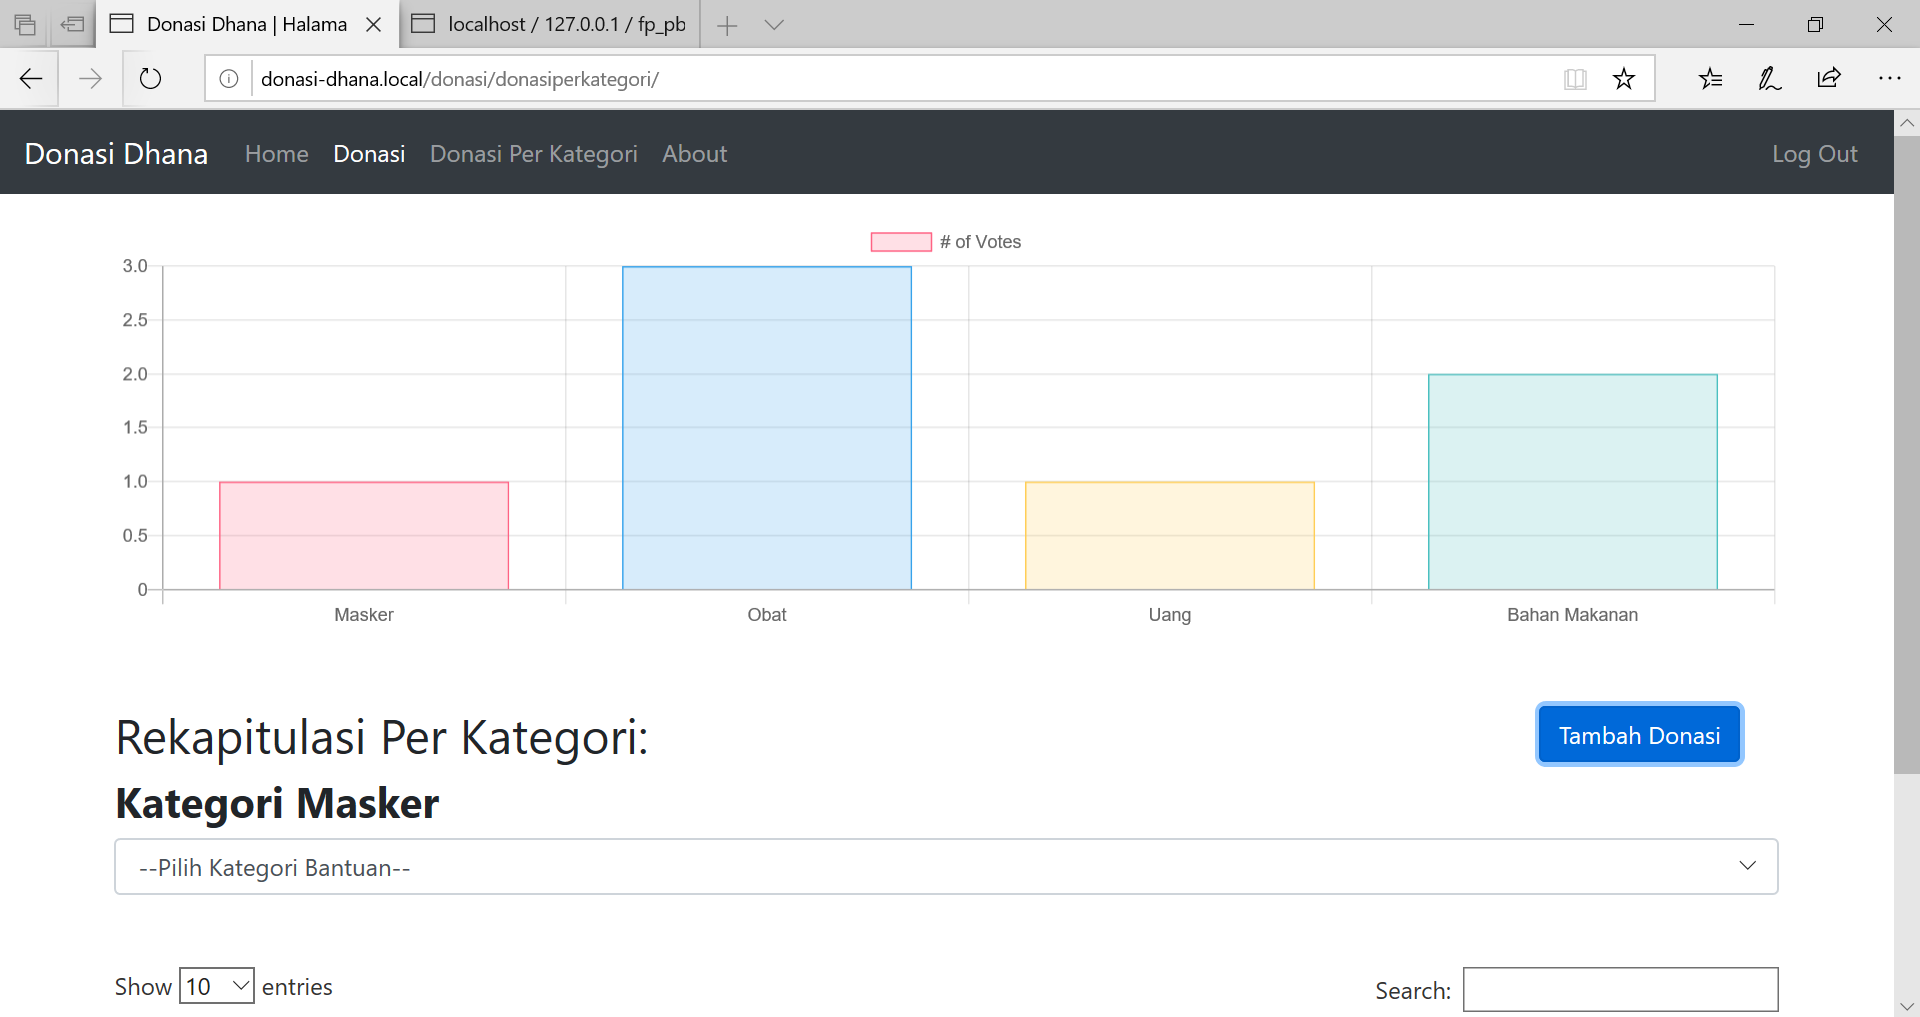 Donasi Dhana | Halama
localhost / 127.0.0.1 / fp_pb
donasi-dhana.local/donasi/donasiperkategori/
Donasi Dhana Home Donasi Donasi Per Kategori About Log Out
# of Votes
3.0
2.5
2.0
1.5
1.0
0.5
0
Masker Obat Uang Bahan Makanan
Rekapitulasi Per Kategori:
Tambah Donasi
Kategori Masker
--Pilih Kategori Bantuan--
Show 10 entries
Search: